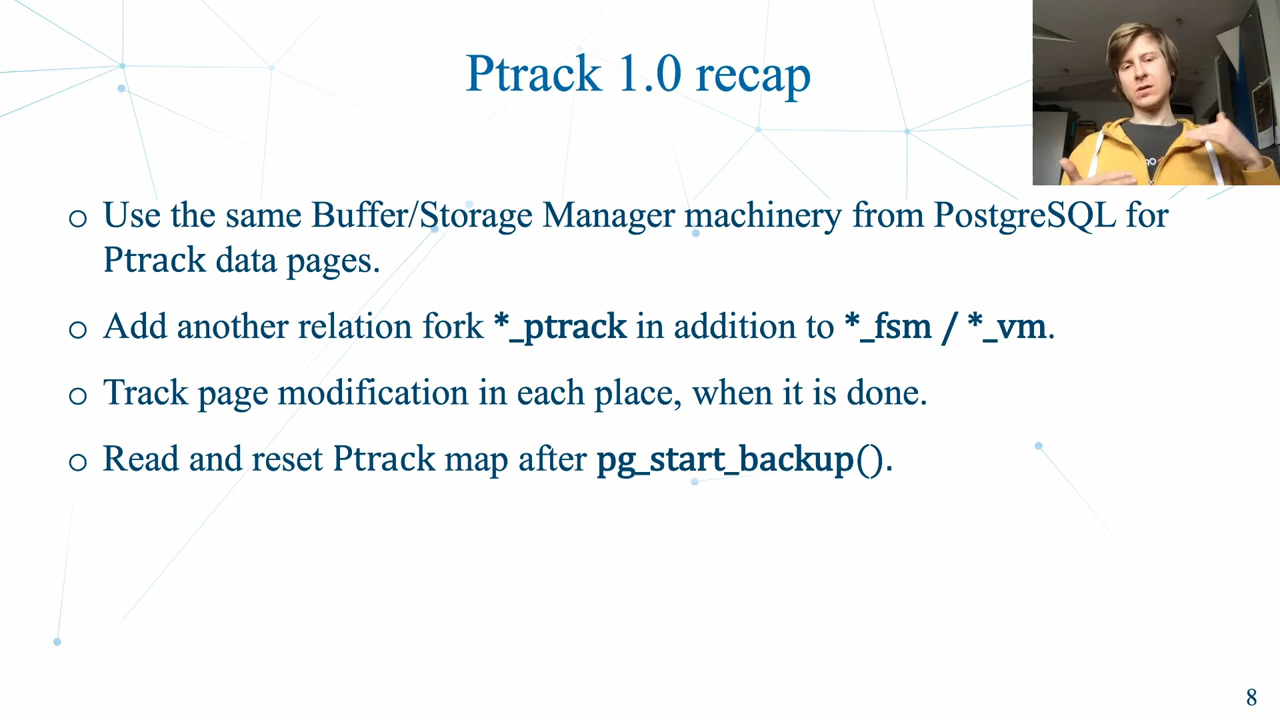 Ptrack 1.0 recap
o Use the same Buffer/Storage Manager machinery from PostgreSQL for
Ptrack data pages.
o Add another relation fork *_ptrack in addition to *_fsm / *_vm.
o Track page modification in each place, when it is done.
o Read and reset Ptrack map after pg_start_backup().
8